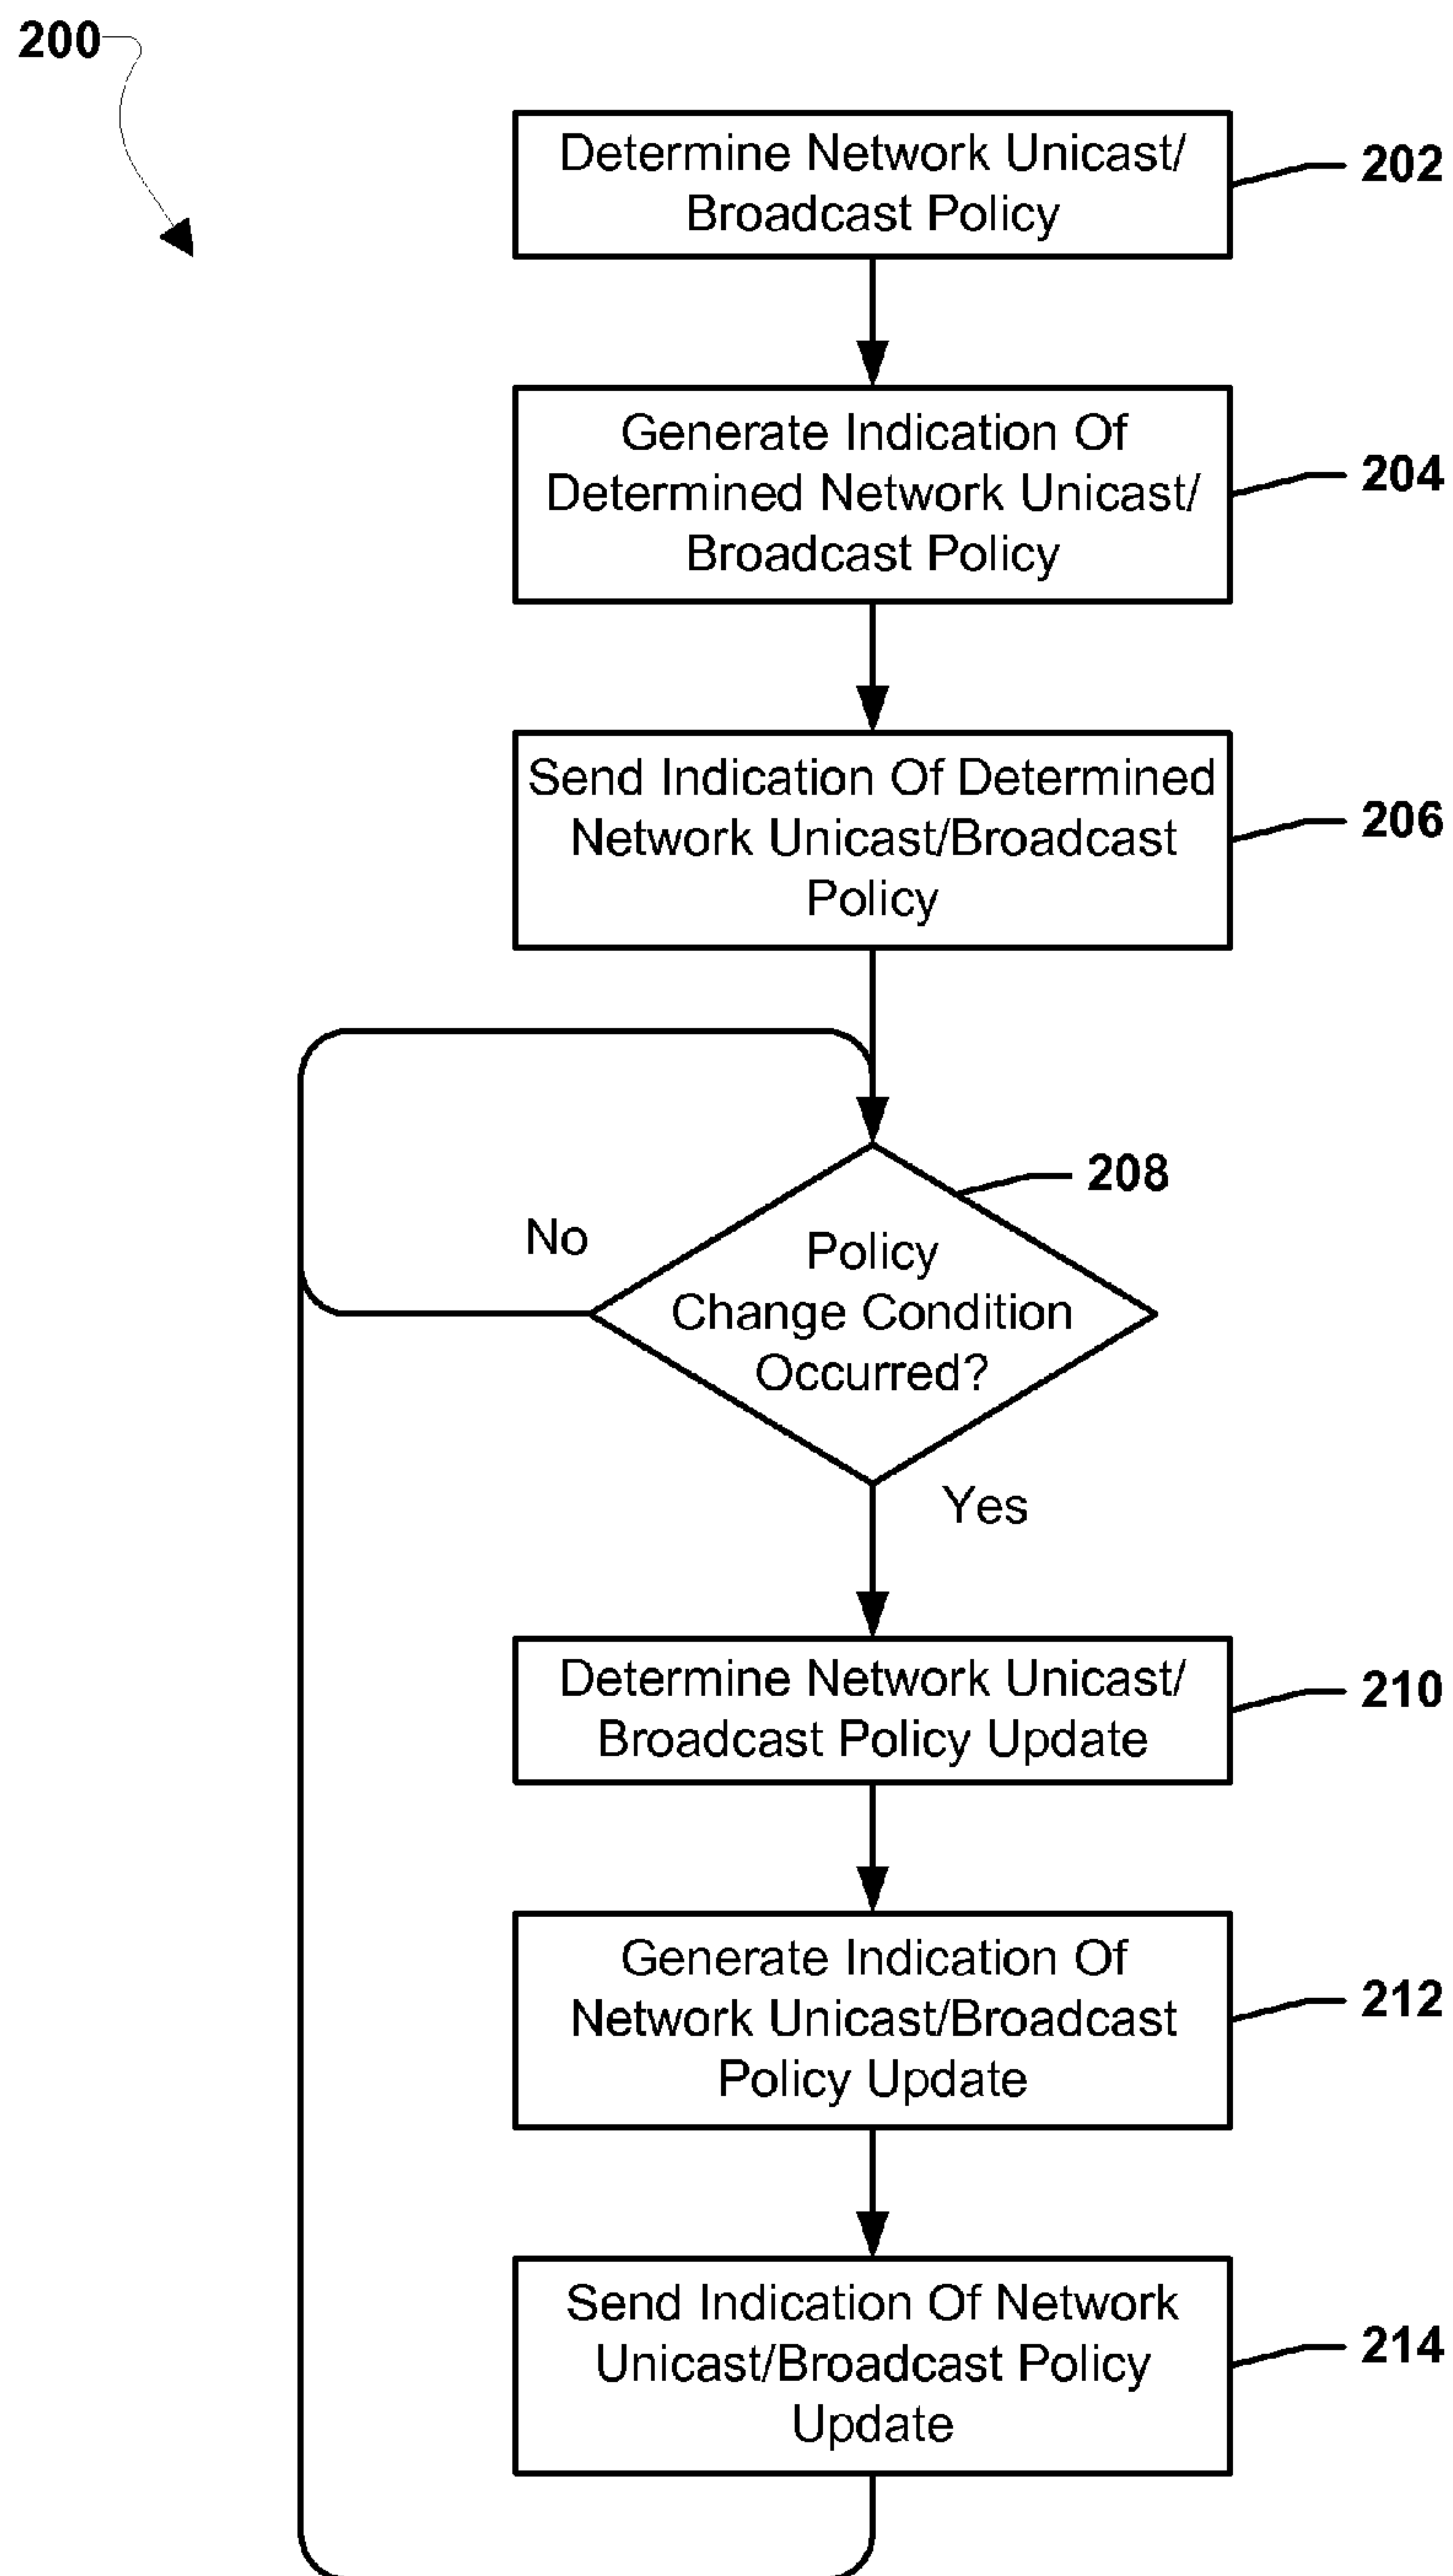 200
Determine Network Unicast/
Broadcast Policy
202
Generate Indication Of
Determined Network Unicast/
Broadcast Policy
204
Send Indication Of Determined
Network Unicast/Broadcast
Policy
206
208
No
Policy
Change Condition
Occurred?
Yes
Determine Network Unicast/
Broadcast Policy Update
210
Generate Indication Of
Network Unicast/Broadcast
Policy Update
212
Send Indication Of Network
Unicast/Broadcast Policy
Update
214